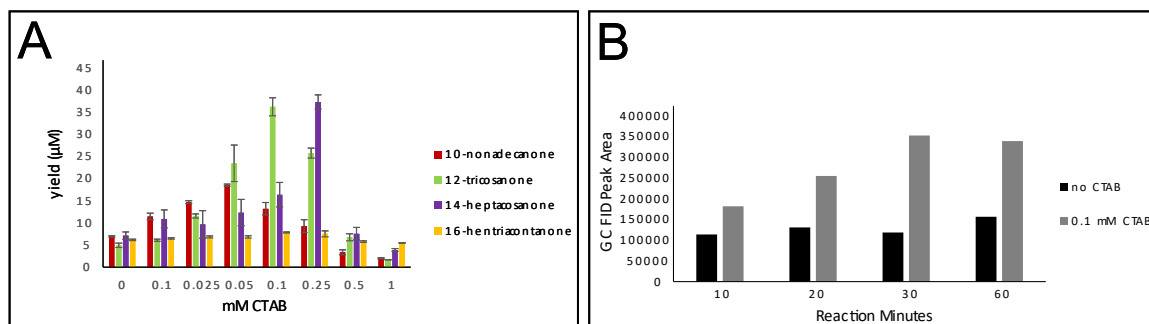 A
45
40
35
30
25
20
15
10
5
0
yield (µM)
0 0.1 0.025 0.05 0.1 0.25 0.5 1
mM CTAB
10-nonadecanone
12-tricosanone
14-heptacosanone
16-hentriacontanone
B
400000
350000
300000
250000
200000
150000
100000
50000
0
GC FID Peak Area
10 20 30 60
Reaction Minutes
no CTAB
0.1 mM CTAB